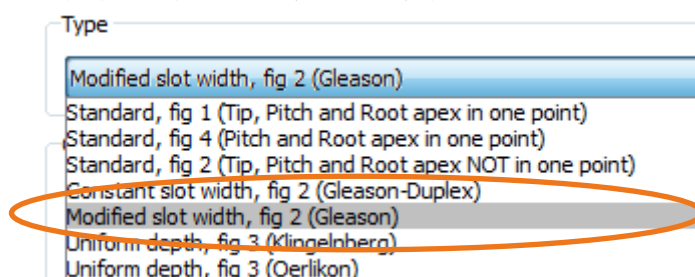 Type
Modified slot width, fig 2 (Gleason)
Standard, fig 1 (Tip, Pitch and Root apex in one point)
Standard, fig 4 (Pitch and Root apex in one point)
Standard, fig 2 (Tip, Pitch and Root apex NOT in one point)
Constant slot width, fig 2 (Gleason-Duplex)
Modified slot width, fig 2 (Gleason)
Uniform depth, fig 3 (Klingelnberg)
Uniform depth, fig 3 (Oerlikon)